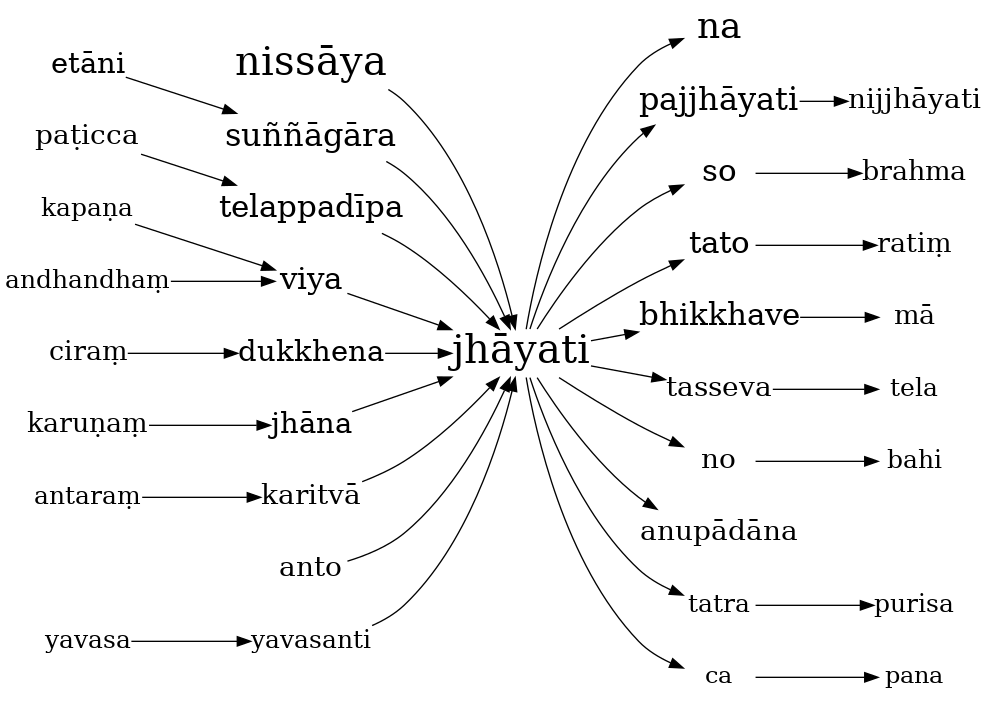 na
etāni nissāya
pajjhāyati nijjhāyati
paṭicca suññāgāra
so brahma
kapaṇa telappadīpa
tato ratiṃ
andhandhaṃ viya
bhikkhave mā
ciraṃ dukkhena jhāyati
tasseva tela
karuṇaṃ jhāna
no bahi
antaraṃ karitvā
anupādāna
anto
tatra purisa
yavasa yavasanti
ca pana